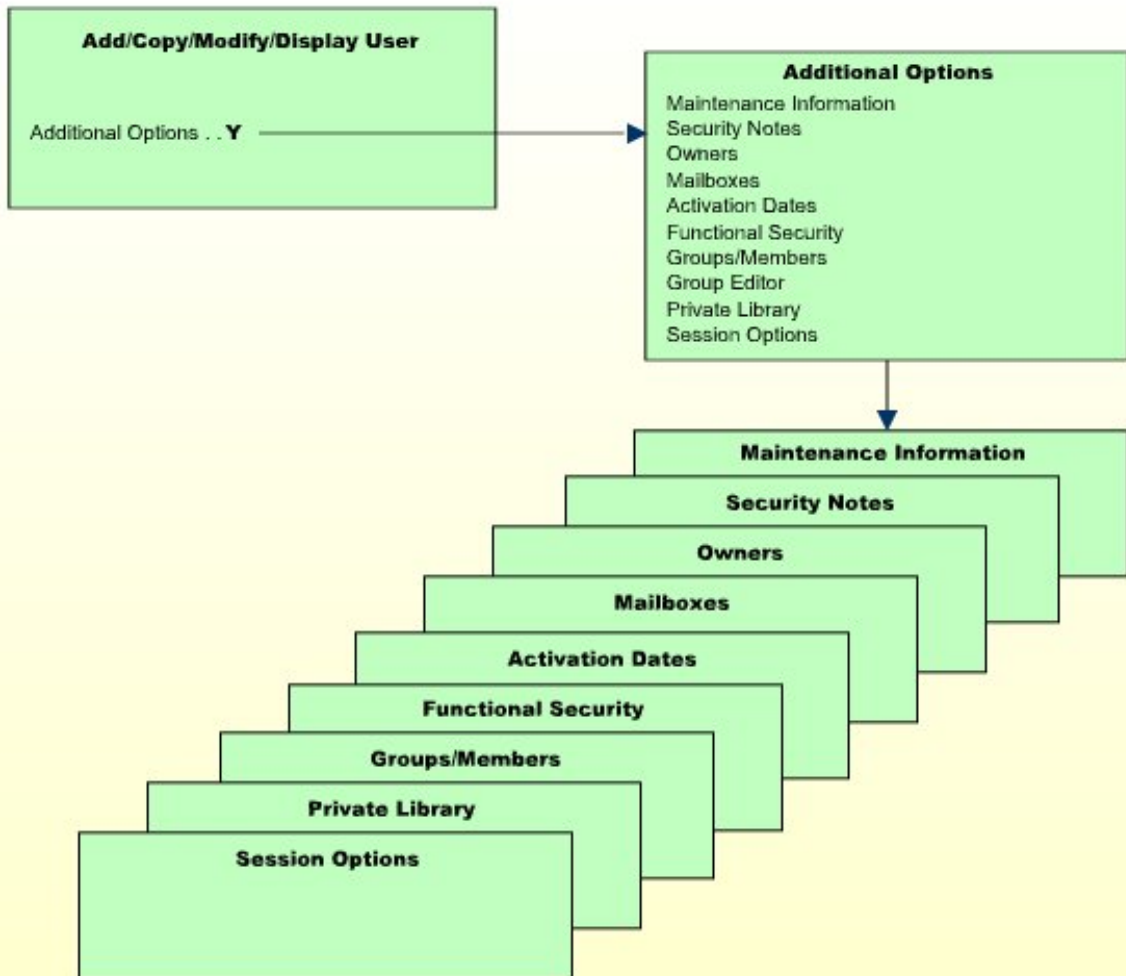 Add/Copy/Modify/Display User
Additional Options . . Y
Additional Options
Maintenance Information
Security Notes
Owners
Mailboxes
Activation Dates
Functional Security
Groups/Members
Group Editor
Private Library
Session Options
Maintenance Information
Security Notes
Owners
Mailboxes
Activation Dates
Functional Security
Groups/Members
Private Library
Session Options